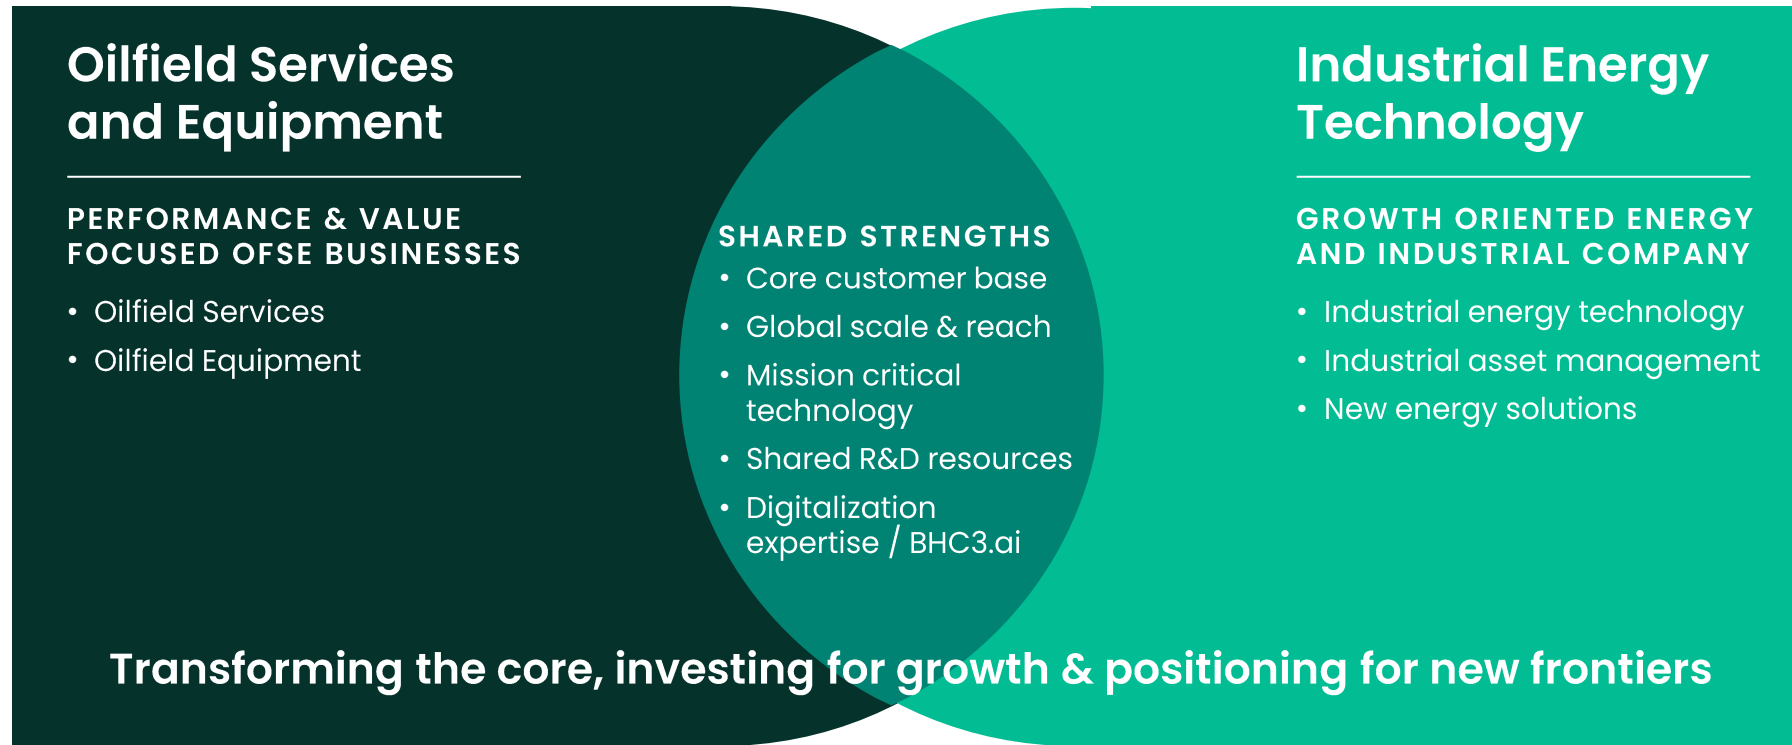 Oilfield Services
and Equipment
PERFORMANCE & VALUE
FOCUSED OFSE BUSINESSES
• Oilfield Services
• Oilfield Equipment
SHARED STRENGTHS
• Core customer base
• Global scale & reach
• Mission critical
technology
• Shared R&D resources
• Digitalization
expertise / BHC3.ai
Industrial Energy
Technology
GROWTH ORIENTED ENERGY
AND INDUSTRIAL COMPANY
• Industrial energy technology
• Industrial asset management
• New energy solutions
Transforming the core, investing for growth & positioning for new frontiers